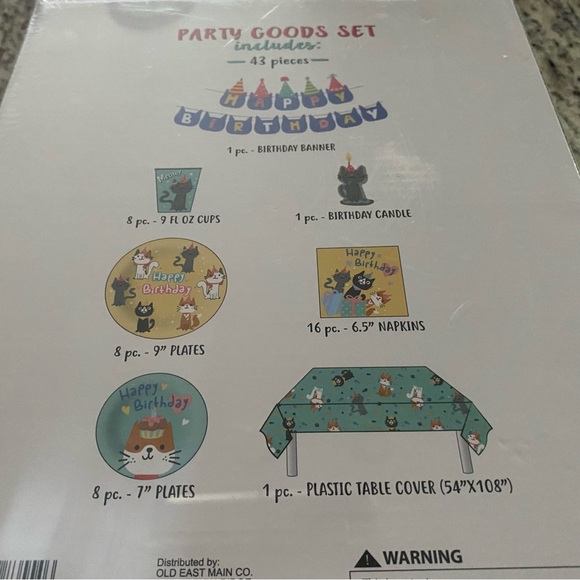 PARTY GOODS SET
includes:
43 pieces
HAPPY
BIRTHDAY
1 pc. - BIRTHDAY BANNER
Meow
8 pc. - 9 FL OZ CUPS
1 pc. - BIRTHDAY CANDLE
Happy
Birthday
8 pc. - 9" PLATES
Happy
Birthday
16 pc. - 6.5" NAPKINS
Happy
Birthday
8 pc. - 7" PLATES
1 pc. - PLASTIC TABLE COVER (54"X108")
Distributed by:
OLD EAST MAIN CO.
WARNING